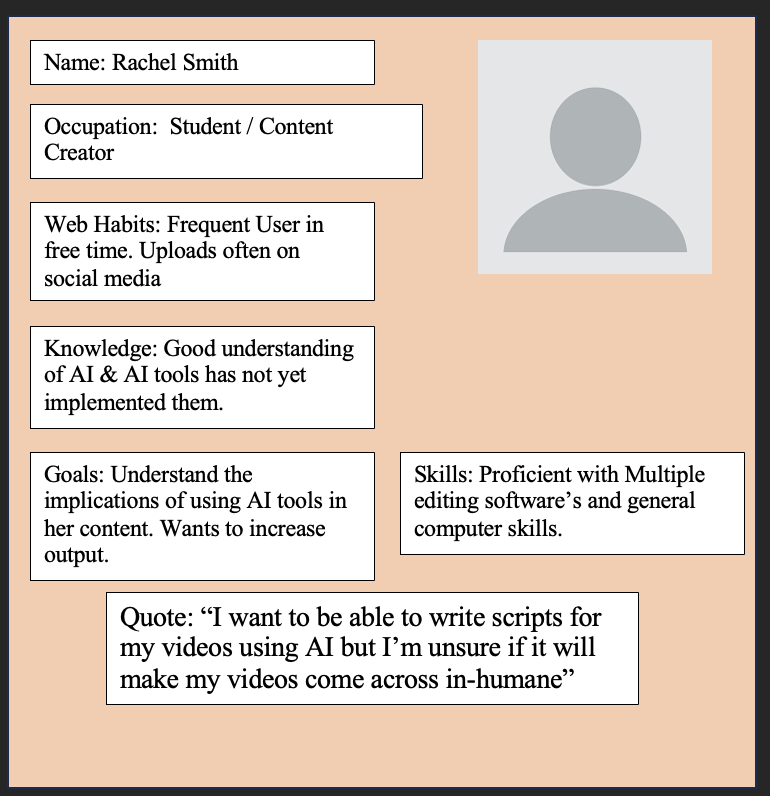 Name: Rachel Smith
Occupation:  Student / Content
Creator
Web Habits: Frequent User in
free time. Uploads often on
social media
Knowledge: Good understanding
of AI & AI tools has not yet
implemented them.
Goals: Understand the
implications of using AI tools in
her content. Wants to increase
output.
Skills: Proficient with Multiple
editing software’s and general
computer skills.
Quote: “I want to be able to write scripts for
my videos using AI but I’m unsure if it will
make my videos come across in-humane”